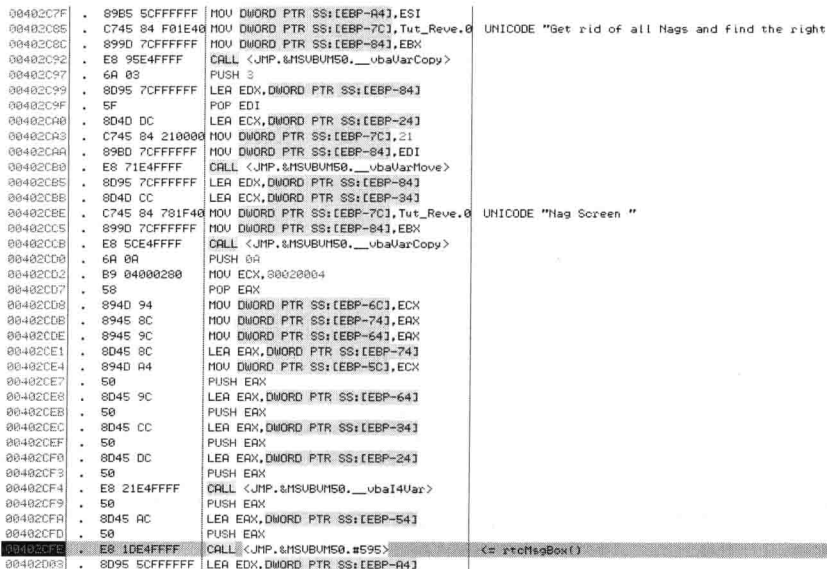 00402C7F . 89B5 5CFFFFFF MOV DWORD PTR SS:[EBP-A4],ESI
00402C85 . C745 84 F01E40 MOV DWORD PTR SS:[EBP-7C],Tut_Reve.0 UNICODE "Get rid of all Nags and find the right
00402C8C . 899D 7CFFFFFF MOV DWORD PTR SS:[EBP-84],EBX
00402C92 . E8 95E4FFFF CALL <JMP.&MSVBVM50.__vbaVarCopy>
00402C97 . 6A 03 PUSH 3
00402C99 . 8D95 7CFFFFFF LEA EDX,DWORD PTR SS:[EBP-84]
00402C9F . 5F POP EDI
00402CA0 . 8D4D DC LEA ECX,DWORD PTR SS:[EBP-24]
00402CA3 . C745 84 210000 MOV DWORD PTR SS:[EBP-7C],21
00402CAA . 89BD 7CFFFFFF MOV DWORD PTR SS:[EBP-84],EDI
00402CB0 . E8 71E4FFFF CALL <JMP.&MSVBVM50.__vbaVarMove>
00402CB5 . 8D95 7CFFFFFF LEA EDX,DWORD PTR SS:[EBP-84]
00402CBB . 8D4D CC LEA ECX,DWORD PTR SS:[EBP-34]
00402CBE . C745 84 781F40 MOV DWORD PTR SS:[EBP-7C],Tut_Reve.0 UNICODE "Nag Screen "
00402CC5 . 899D 7CFFFFFF MOV DWORD PTR SS:[EBP-84],EBX
00402CCB . E8 5CE4FFFF CALL <JMP.&MSVBVM50.__vbaVarCopy>
00402CD0 . 6A 0A PUSH 0A
00402CD2 . B9 04000280 MOV ECX,80020004
00402CD7 . 58 POP EAX
00402CD8 . 894D 94 MOV DWORD PTR SS:[EBP-6C],ECX
00402CDB . 8945 8C MOV DWORD PTR SS:[EBP-74],EAX
00402CDE . 8945 9C MOV DWORD PTR SS:[EBP-64],EAX
00402CE1 . 8D45 8C LEA EAX,DWORD PTR SS:[EBP-74]
00402CE4 . 894D A4 MOV DWORD PTR SS:[EBP-5C],ECX
00402CE7 . 50 PUSH EAX
00402CE8 . 8D45 9C LEA EAX,DWORD PTR SS:[EBP-64]
00402CEB . 50 PUSH EAX
00402CEC . 8D45 CC LEA EAX,DWORD PTR SS:[EBP-34]
00402CEF . 50 PUSH EAX
00402CF0 . 8D45 DC LEA EAX,DWORD PTR SS:[EBP-24]
00402CF3 . 50 PUSH EAX
00402CF4 . E8 21E4FFFF CALL <JMP.&MSVBVM50.__vbaI4Var>
00402CF9 . 50 PUSH EAX
00402CFA . 8D45 AC LEA EAX,DWORD PTR SS:[EBP-54]
00402CFD . 50 PUSH EAX
00402CFE . E8 1DE4FFFF CALL <JMP.&MSVBVM50.#595> <= rtcMsgBox()
00402D03 . 8D95 5CFFFFFF LEA EDX,DWORD PTR SS:[EBP-A4]